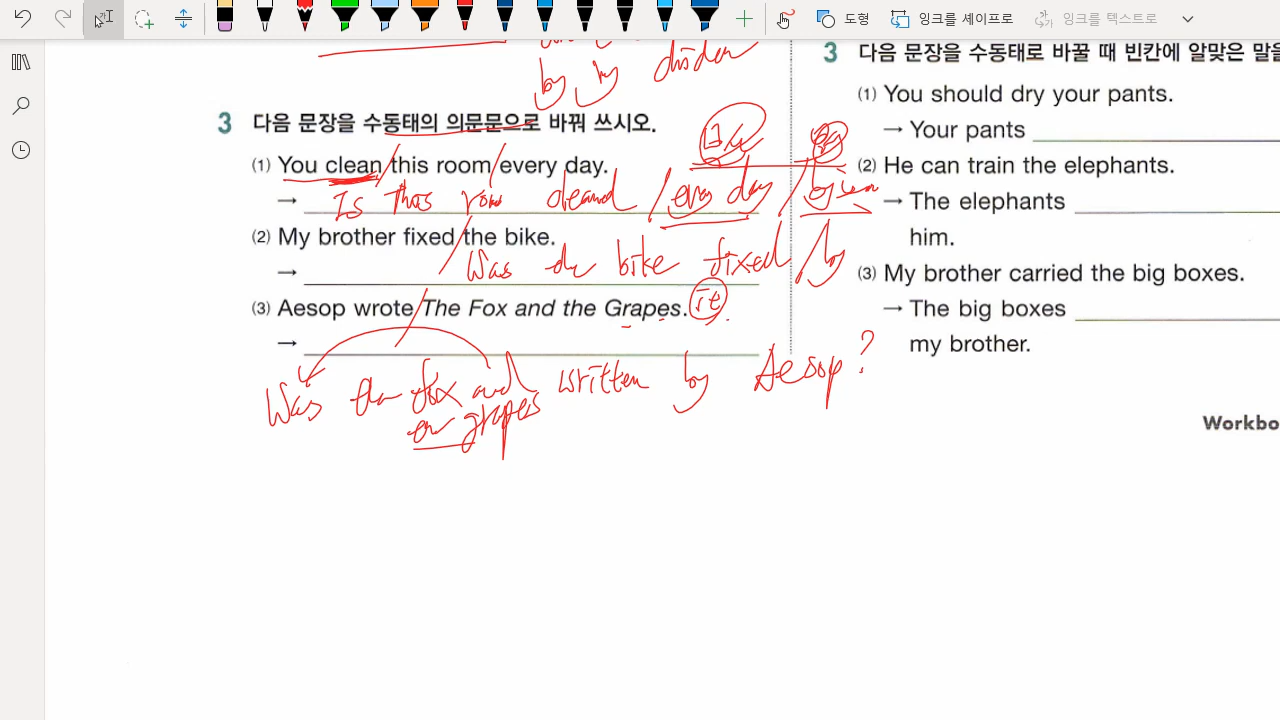 도형
잉크를 셰이프로
잉크를 텍스트로
by my children
3 다음 문장을 수동태의 의문문으로 바꿔 쓰시오.
(1) You clean this room every day.
→ Is this room cleaned / every day / by
(2) My brother fixed the bike.
→ Was the bike fixed / by
(3) Aesop wrote The Fox and the Grapes. it
→
Was the fox and the grapes written by Aesop?
3 다음 문장을 수동태로 바꿀 때 빈칸에 알맞은 말을
(1) You should dry your pants.
→ Your pants
(2) He can train the elephants.
→ The elephants
him.
(3) My brother carried the big boxes.
→ The big boxes
my brother.